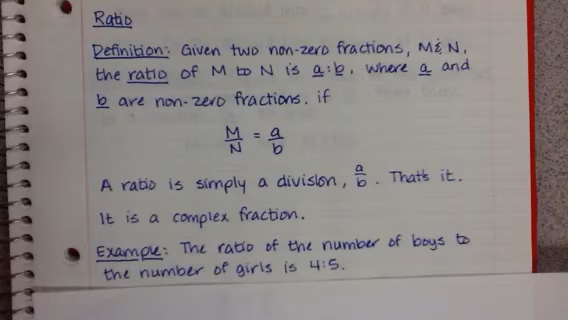 Ratio
Definition: Given two non-zero fractions, M & N,
the ratio of M to N is a:b, where a and
b are non-zero fractions. if
M/N = a/b
A ratio is simply a division, a/b. That's it.
It is a complex fraction.
Example: The ratio of the number of boys to
the number of girls is 4:5.